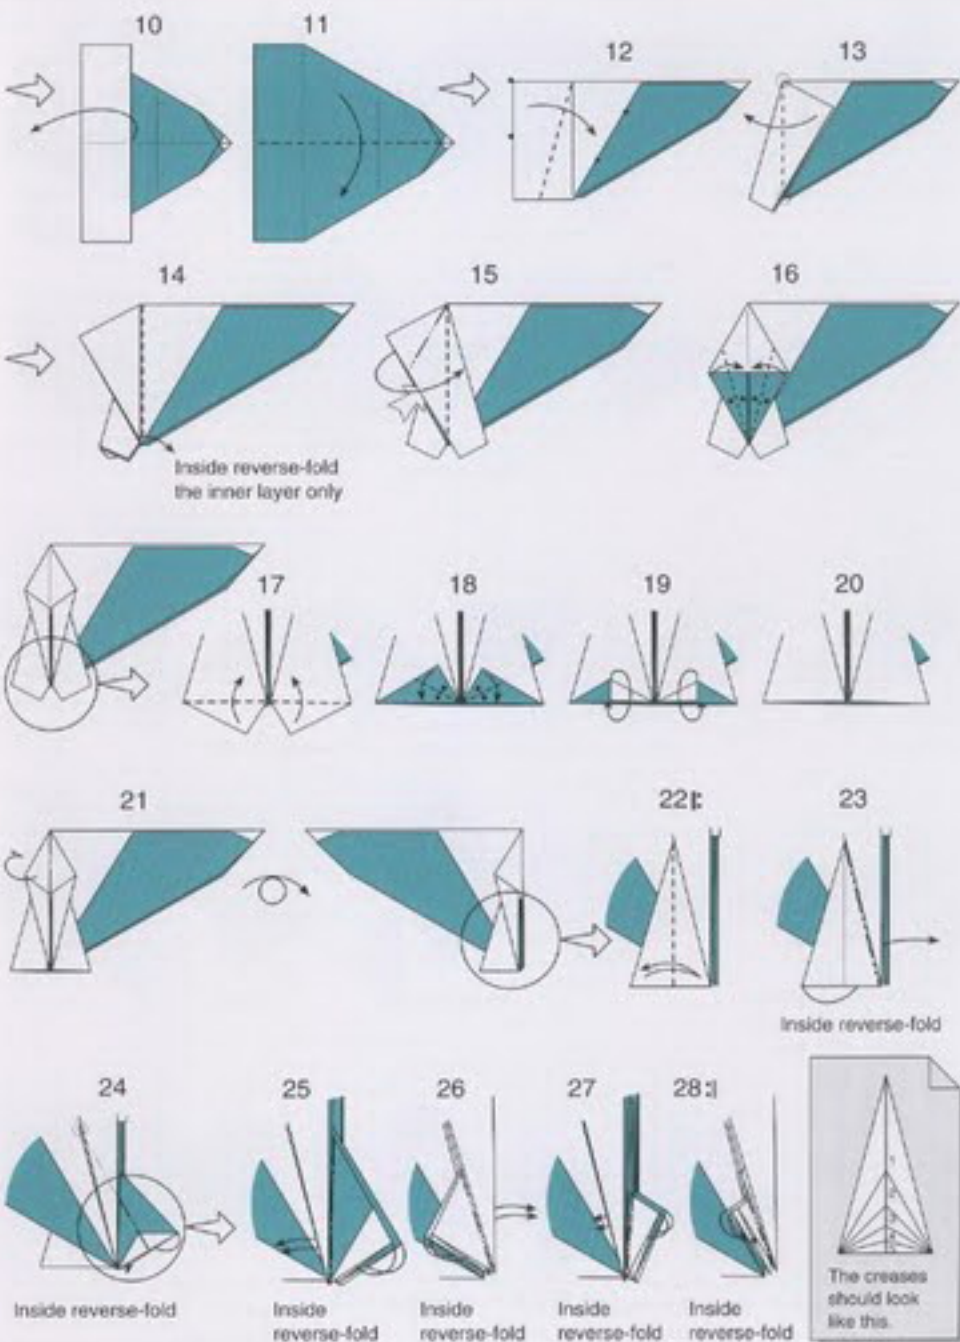 10
11
12
13
14
15
16
Inside reverse-fold
the inner layer only
17
18
19
20
21
22
23
Inside reverse-fold
24
25
26
27
28
Inside reverse-fold
Inside
reverse-fold
Inside
reverse-fold
Inside
reverse-fold
Inside
reverse-fold
The creases
should look
like this.